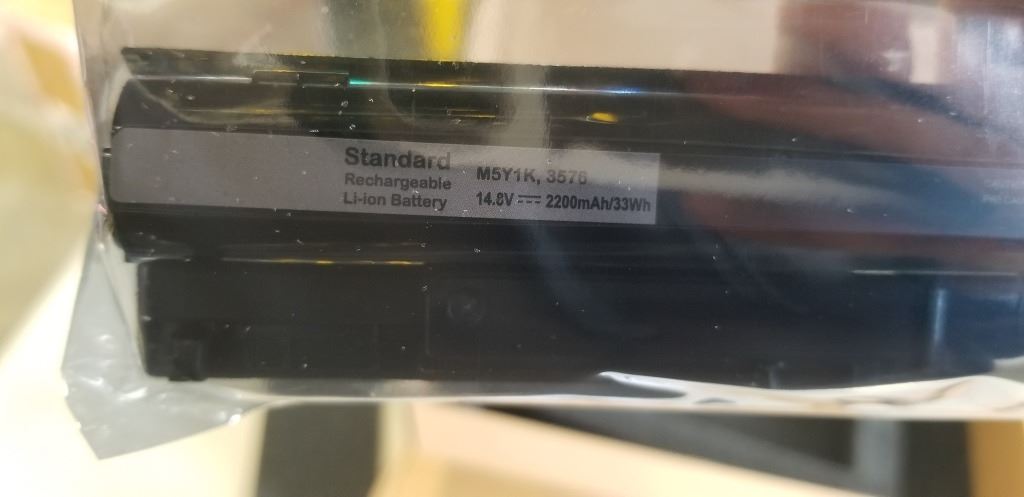 Standard
Rechargeable
Li-ion Battery
M5Y1K, 3576
14.8V ⎓ 2200mAh/33Wh